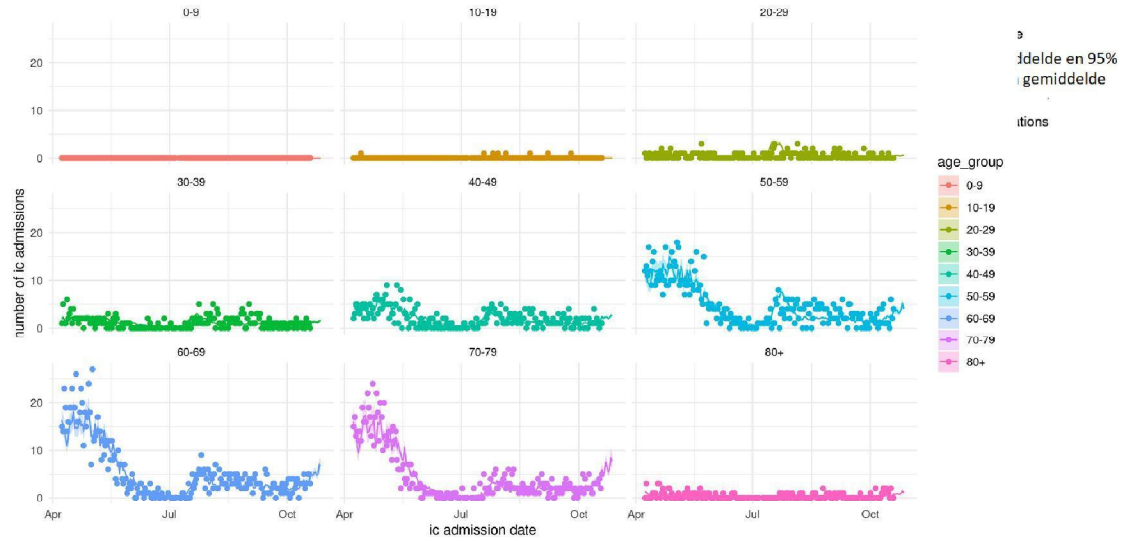 0-9
10-19
20-29
20
10
0
e
ddelde en 95%
gemiddelde
ations
30-39
40-49
50-59
20
10
0
number of ic admissions
60-69
70-79
80+
20
10
0
Apr
Jul
Oct
Apr
Jul
Oct
Apr
Jul
Oct
ic admission date
age_group
0-9
10-19
20-29
30-39
40-49
50-59
60-69
70-79
80+